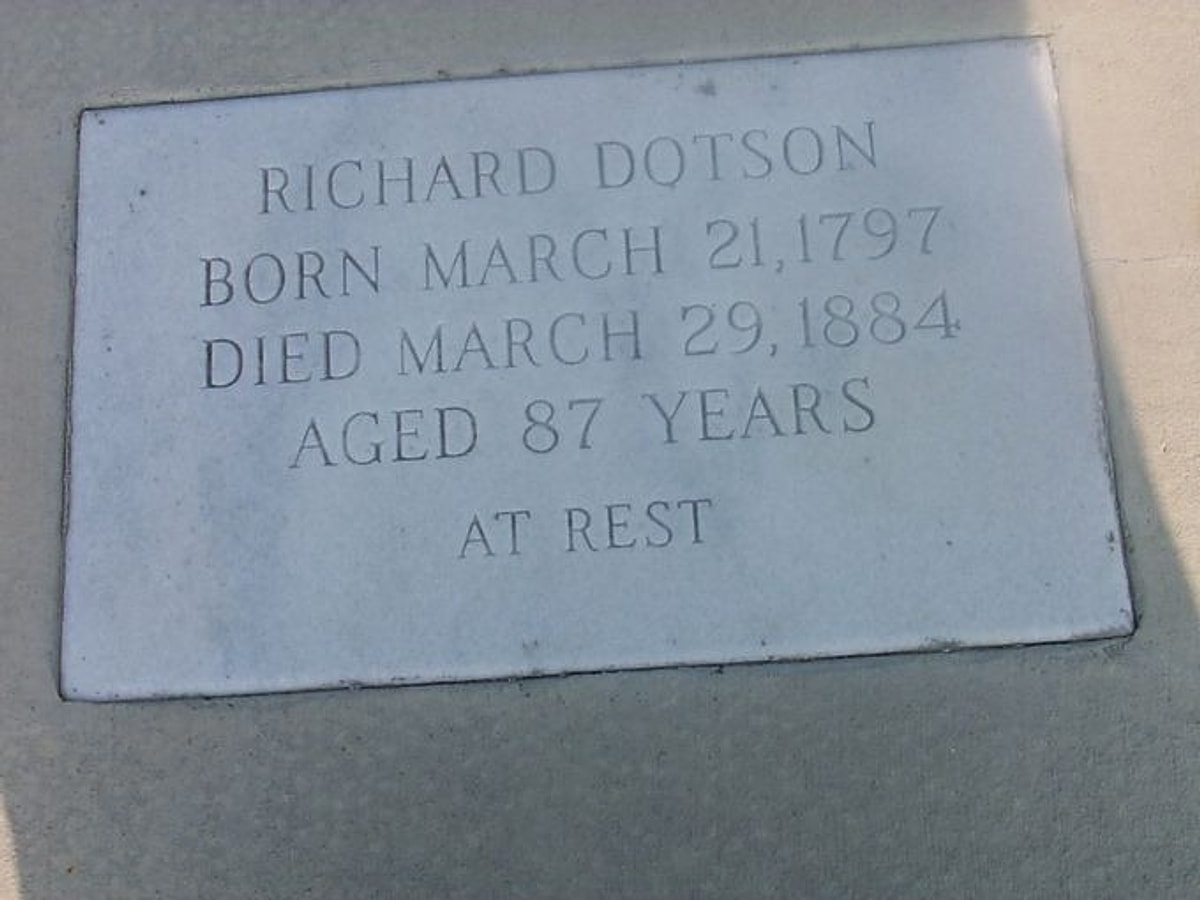 RICHARD DOTSON
BORN MARCH 21, 1797
DIED MARCH 29, 1884
AGED 87 YEARS
AT REST